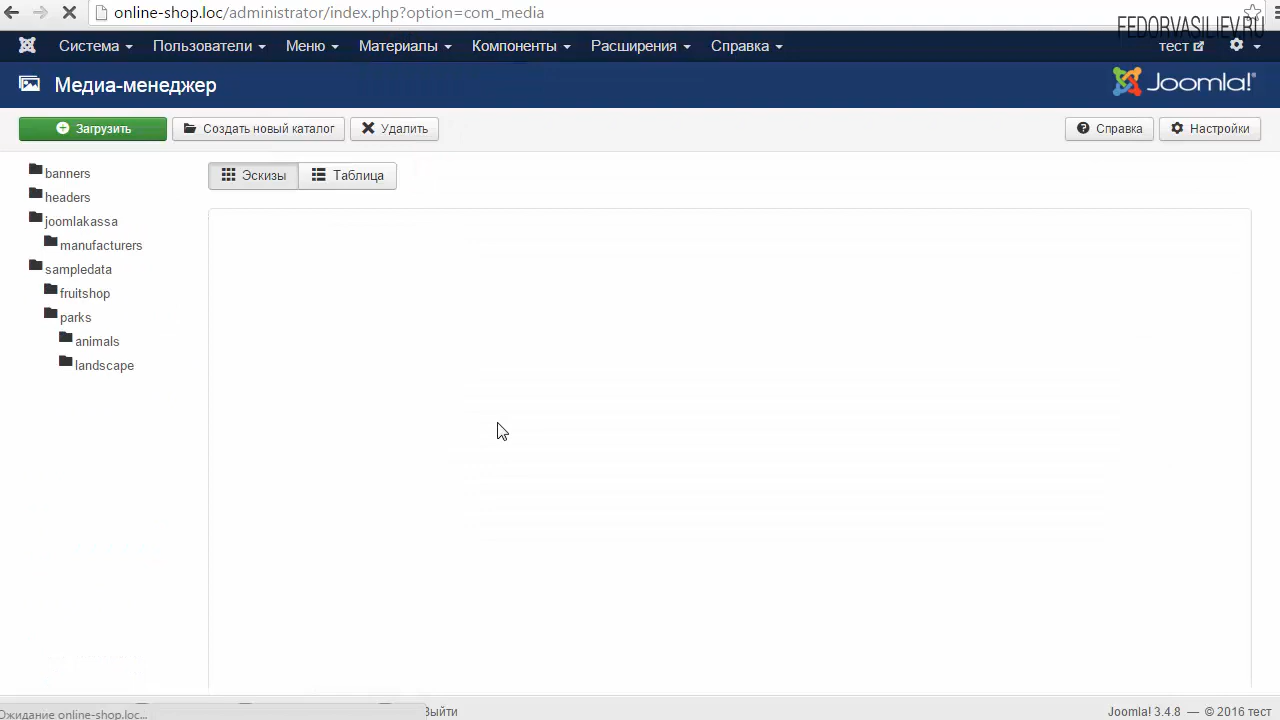 online-shop.loc/administrator/index.php?option=com_media
FEDORVASILIEV.RU
Система Пользователи Меню Материалы Компоненты Расширения Справка тест
Медиа-менеджер Joomla!®
Загрузить Создать новый каталог Удалить Справка Настройки
banners
Эскизы Таблица
headers
joomlakassa
manufacturers
sampledata
fruitshop
parks
animals
landscape
Ожидание online-shop.loc... Выйти Joomla! 3.4.8 — © 2016 тест